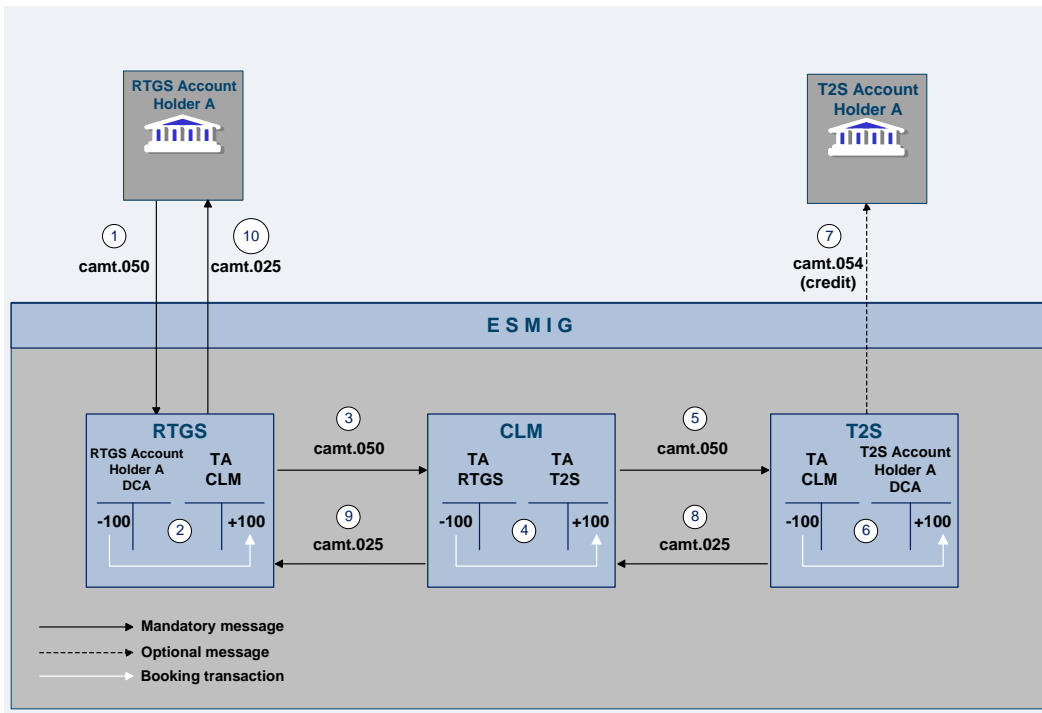 RTGS Account
Holder A
T2S Account
Holder A
1
camt.050
10
camt.025
7
camt.054
(credit)
E S M I G
RTGS
RTGS Account
Holder A
DCA
TA
CLM
-100
2
+100
3
camt.050
9
camt.025
CLM
TA
RTGS
TA
T2S
-100
4
+100
5
camt.050
8
camt.025
T2S
TA
CLM
T2S Account
Holder A
DCA
-100
6
+100
Mandatory message
Optional message
Booking transaction